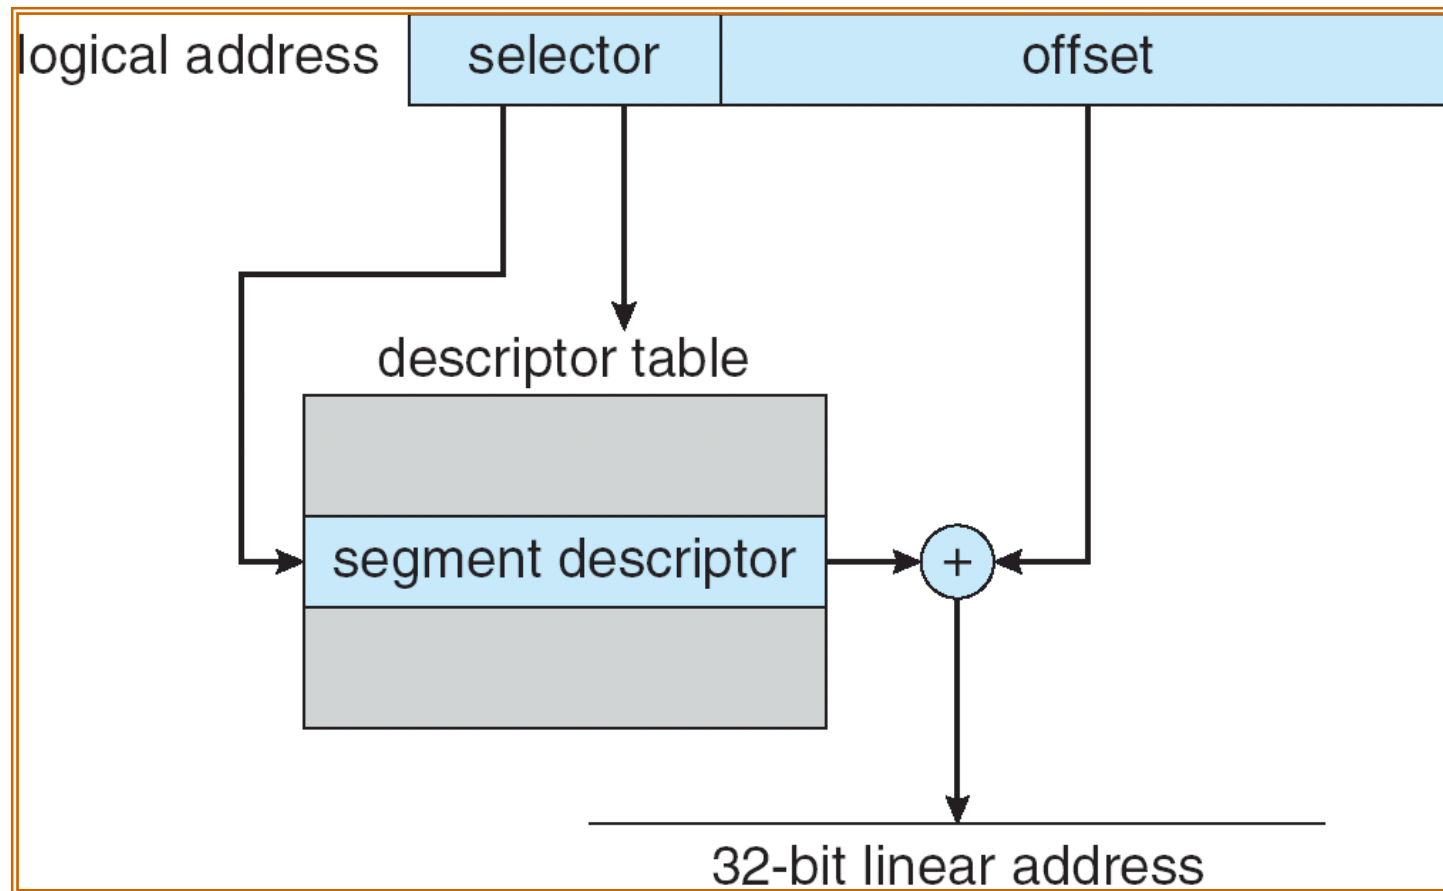 logical address selector offset
descriptor table
segment descriptor +
32-bit linear address